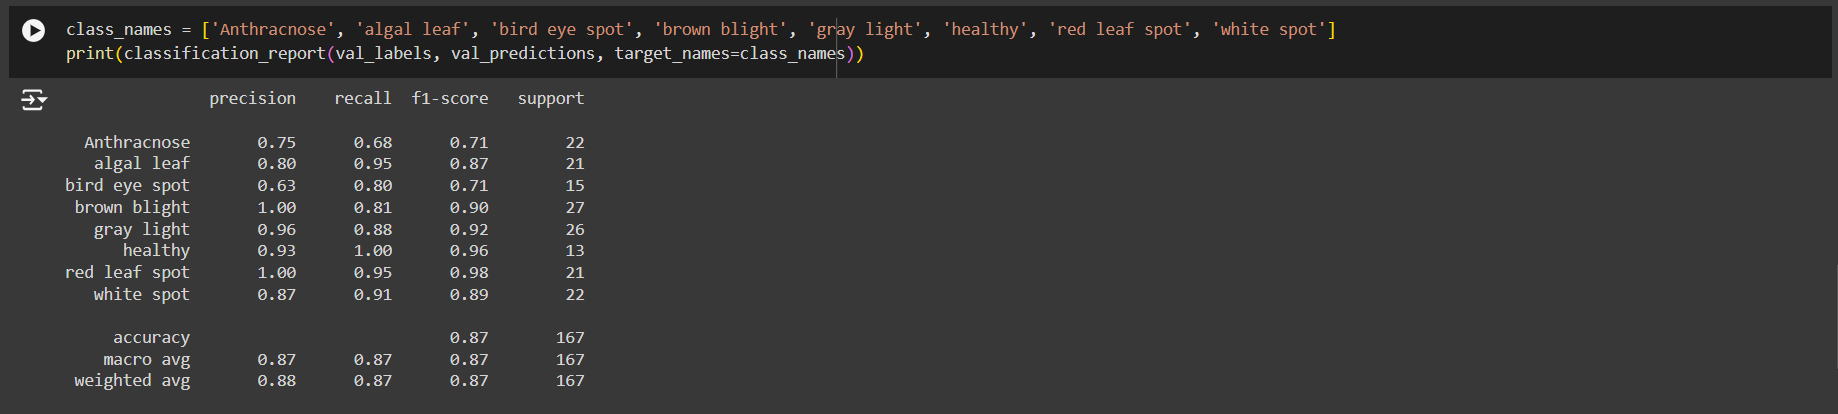 class_names = ['Anthracnose', 'algal leaf', 'bird eye spot', 'brown blight', 'gray light', 'healthy', 'red leaf spot', 'white spot']
print(classification_report(val_labels, val_predictions, target_names=class_names))
precision recall f1-score support
Anthracnose 0.75 0.68 0.71 22
algal leaf 0.80 0.95 0.87 21
bird eye spot 0.63 0.80 0.71 15
brown blight 1.00 0.81 0.90 27
gray light 0.96 0.88 0.92 26
healthy 0.93 1.00 0.96 13
red leaf spot 1.00 0.95 0.98 21
white spot 0.87 0.91 0.89 22
accuracy 0.87 167
macro avg 0.87 0.87 0.87 167
weighted avg 0.88 0.87 0.87 167